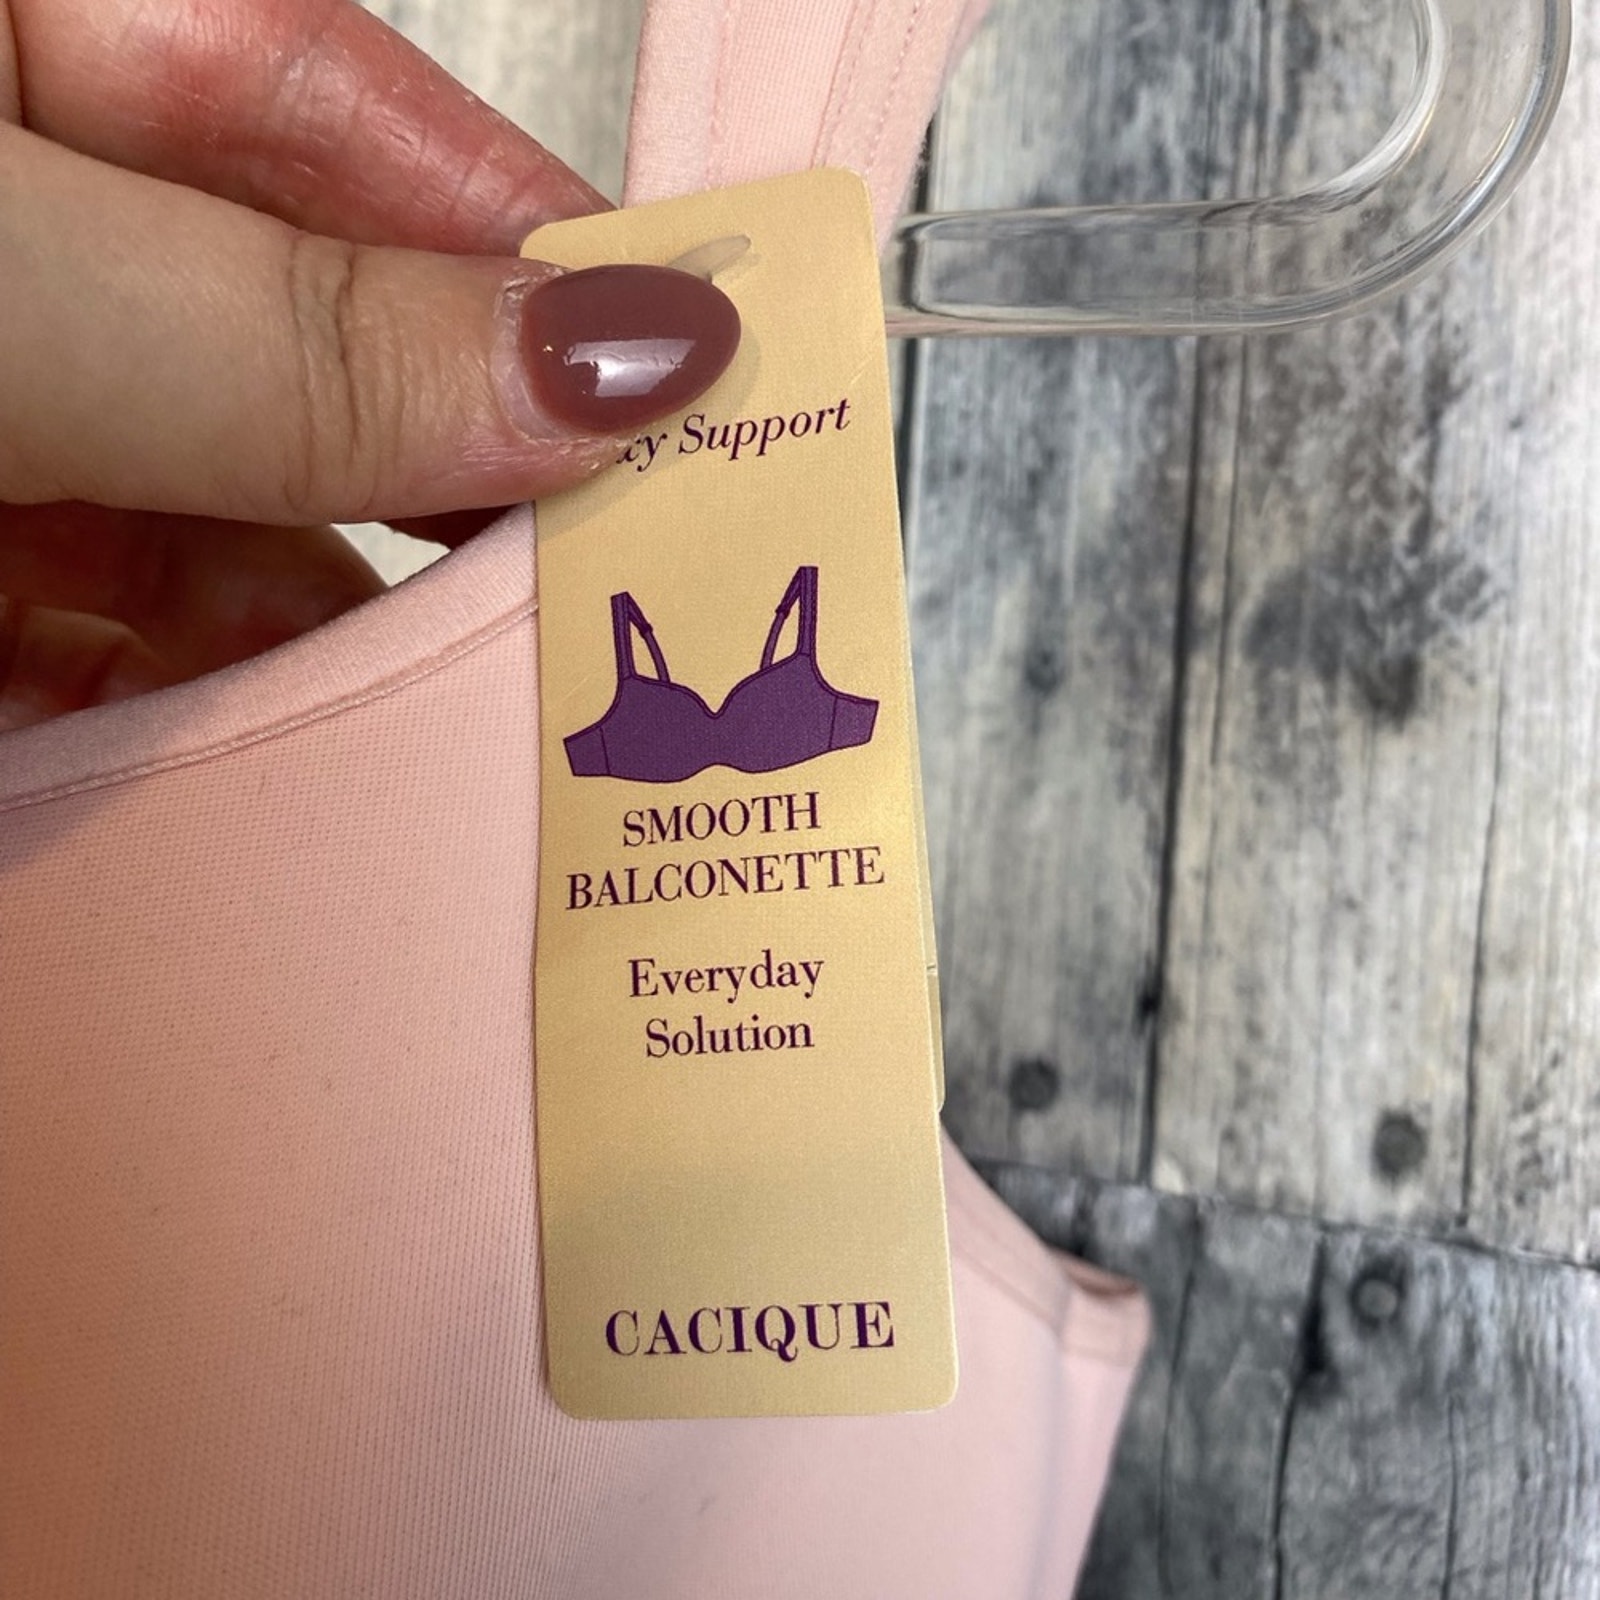 Support
SMOOTH
BALCONETTE
Everyday
Solution
CACIQUE